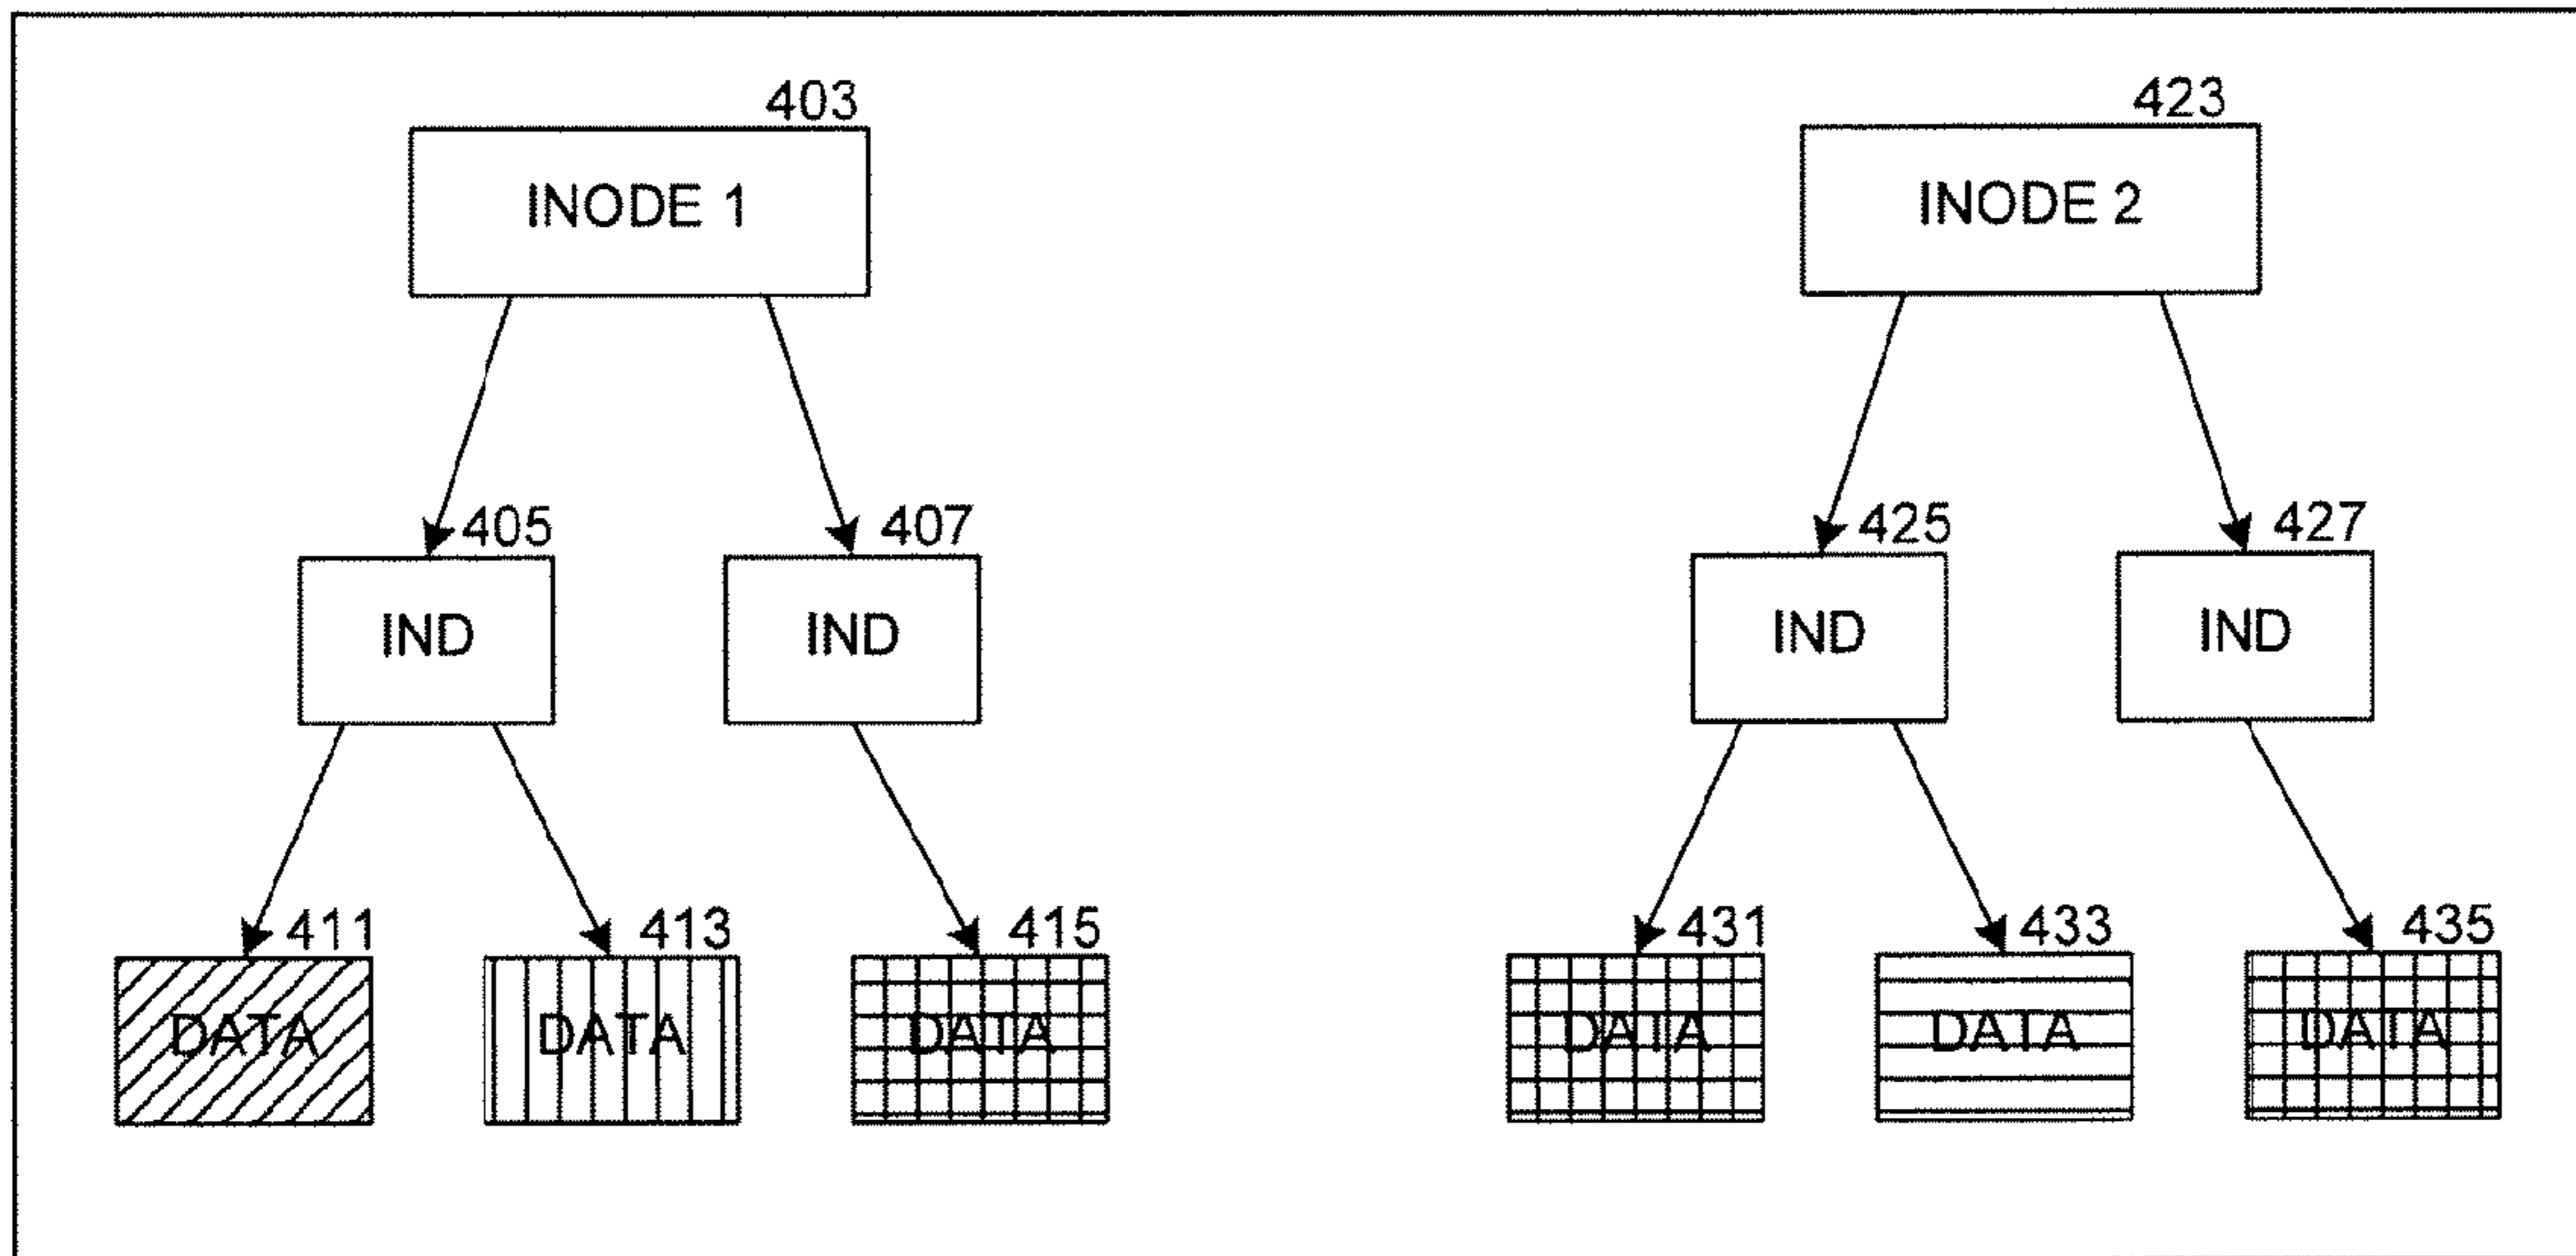 403
423
INODE 1
INODE 2
405
407
425
427
IND
IND
IND
IND
411
413
415
431
433
435
DATA
DATA
DATA
DATA
DATA
DATA